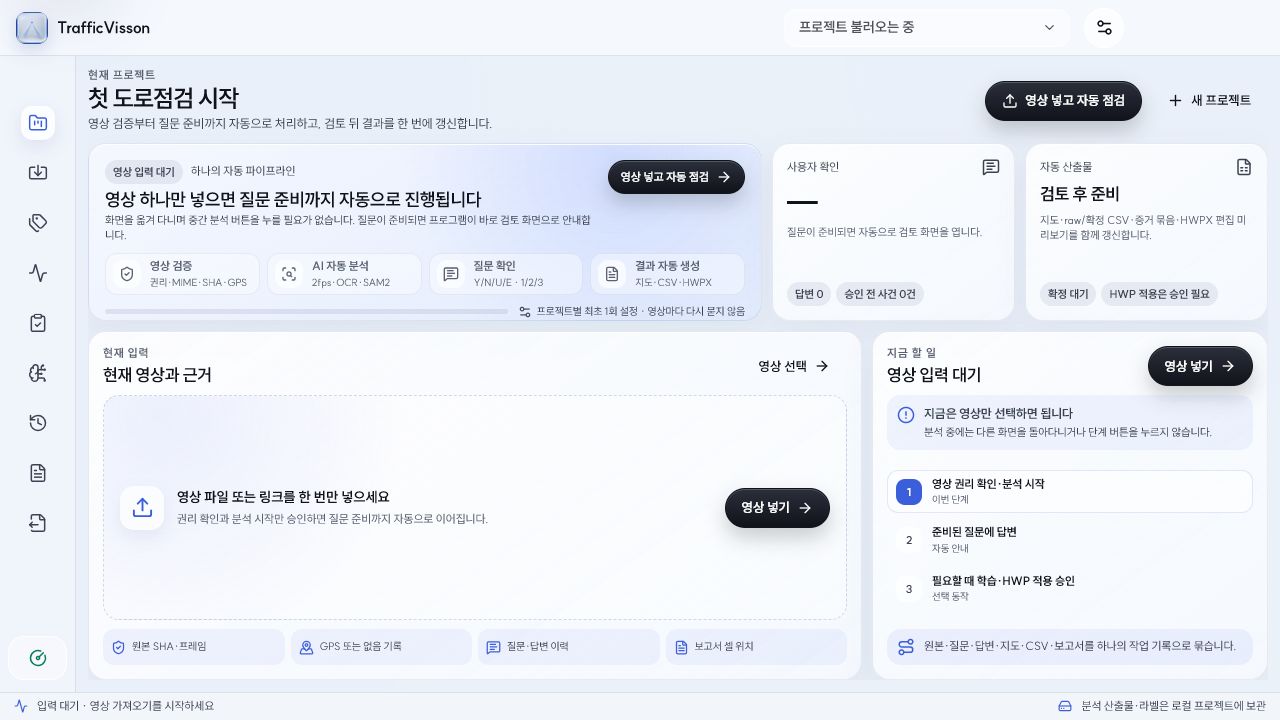 TrafficVisson
프로젝트 불러오는 중
현재 프로젝트
첫 도로점검 시작
영상 검증부터 질문 준비까지 자동으로 처리하고, 검토 뒤 결과를 한 번에 갱신합니다.
영상 넣고 자동 점검
새 프로젝트
영상 입력 대기
하나의 자동 파이프라인
영상 하나만 넣으면 질문 준비까지 자동으로 진행됩니다
화면을 옮겨 다니며 중간 분석 버튼을 누를 필요가 없습니다. 질문이 준비되면 프로그램이 바로 검토 화면으로 안내합
니다.
영상 넣고 자동 점검
영상 검증
권리·MIME·SHA·GPS
AI 자동 분석
2fps·OCR·SAM2
질문 확인
Y/N/U/E · 1/2/3
결과 자동 생성
지도·CSV·HWPX
프로젝트별 최초 1회 설정 · 영상마다 다시 묻지 않음
사용자 확인
—
질문이 준비되면 자동으로 검토 화면을 엽니다.
답변 0
승인 전 사건 0건
자동 산출물
검토 후 준비
지도·raw/확정 CSV·증거 묶음·HWPX 편집 미
리보기를 함께 갱신합니다.
확정 대기
HWP 적용은 승인 필요
현재 입력
현재 영상과 근거
영상 선택
영상 파일 또는 링크를 한 번만 넣으세요
권리 확인과 분석 시작만 승인하면 질문 준비까지 자동으로 이어집니다.
영상 넣기
원본 SHA·프레임
GPS 또는 없음 기록
질문·답변 이력
보고서 셀 위치
지금 할 일
영상 입력 대기
영상 넣기
지금은 영상만 선택하면 됩니다
분석 중에는 다른 화면을 돌아다니거나 단계 버튼을 누르지 않습니다.
1
영상 권리 확인·분석 시작
이번 단계
2
준비된 질문에 답변
자동 안내
3
필요할 때 학습·HWP 적용 승인
선택 동작
원본·질문·답변·지도·CSV·보고서를 하나의 작업 기록으로 묶습니다.
입력 대기 · 영상 가져오기를 시작하세요
분석 산출물·라벨은 로컬 프로젝트에 보관